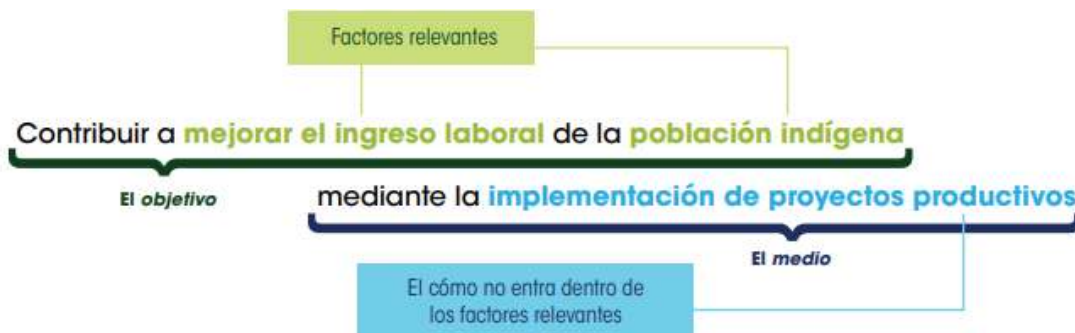 Factores relevantes
Contribuir a mejorar el ingreso laboral de la población indígena
El objetivo
mediante la implementación de proyectos productivos
El medio
El cómo no entra dentro de
los factores relevantes